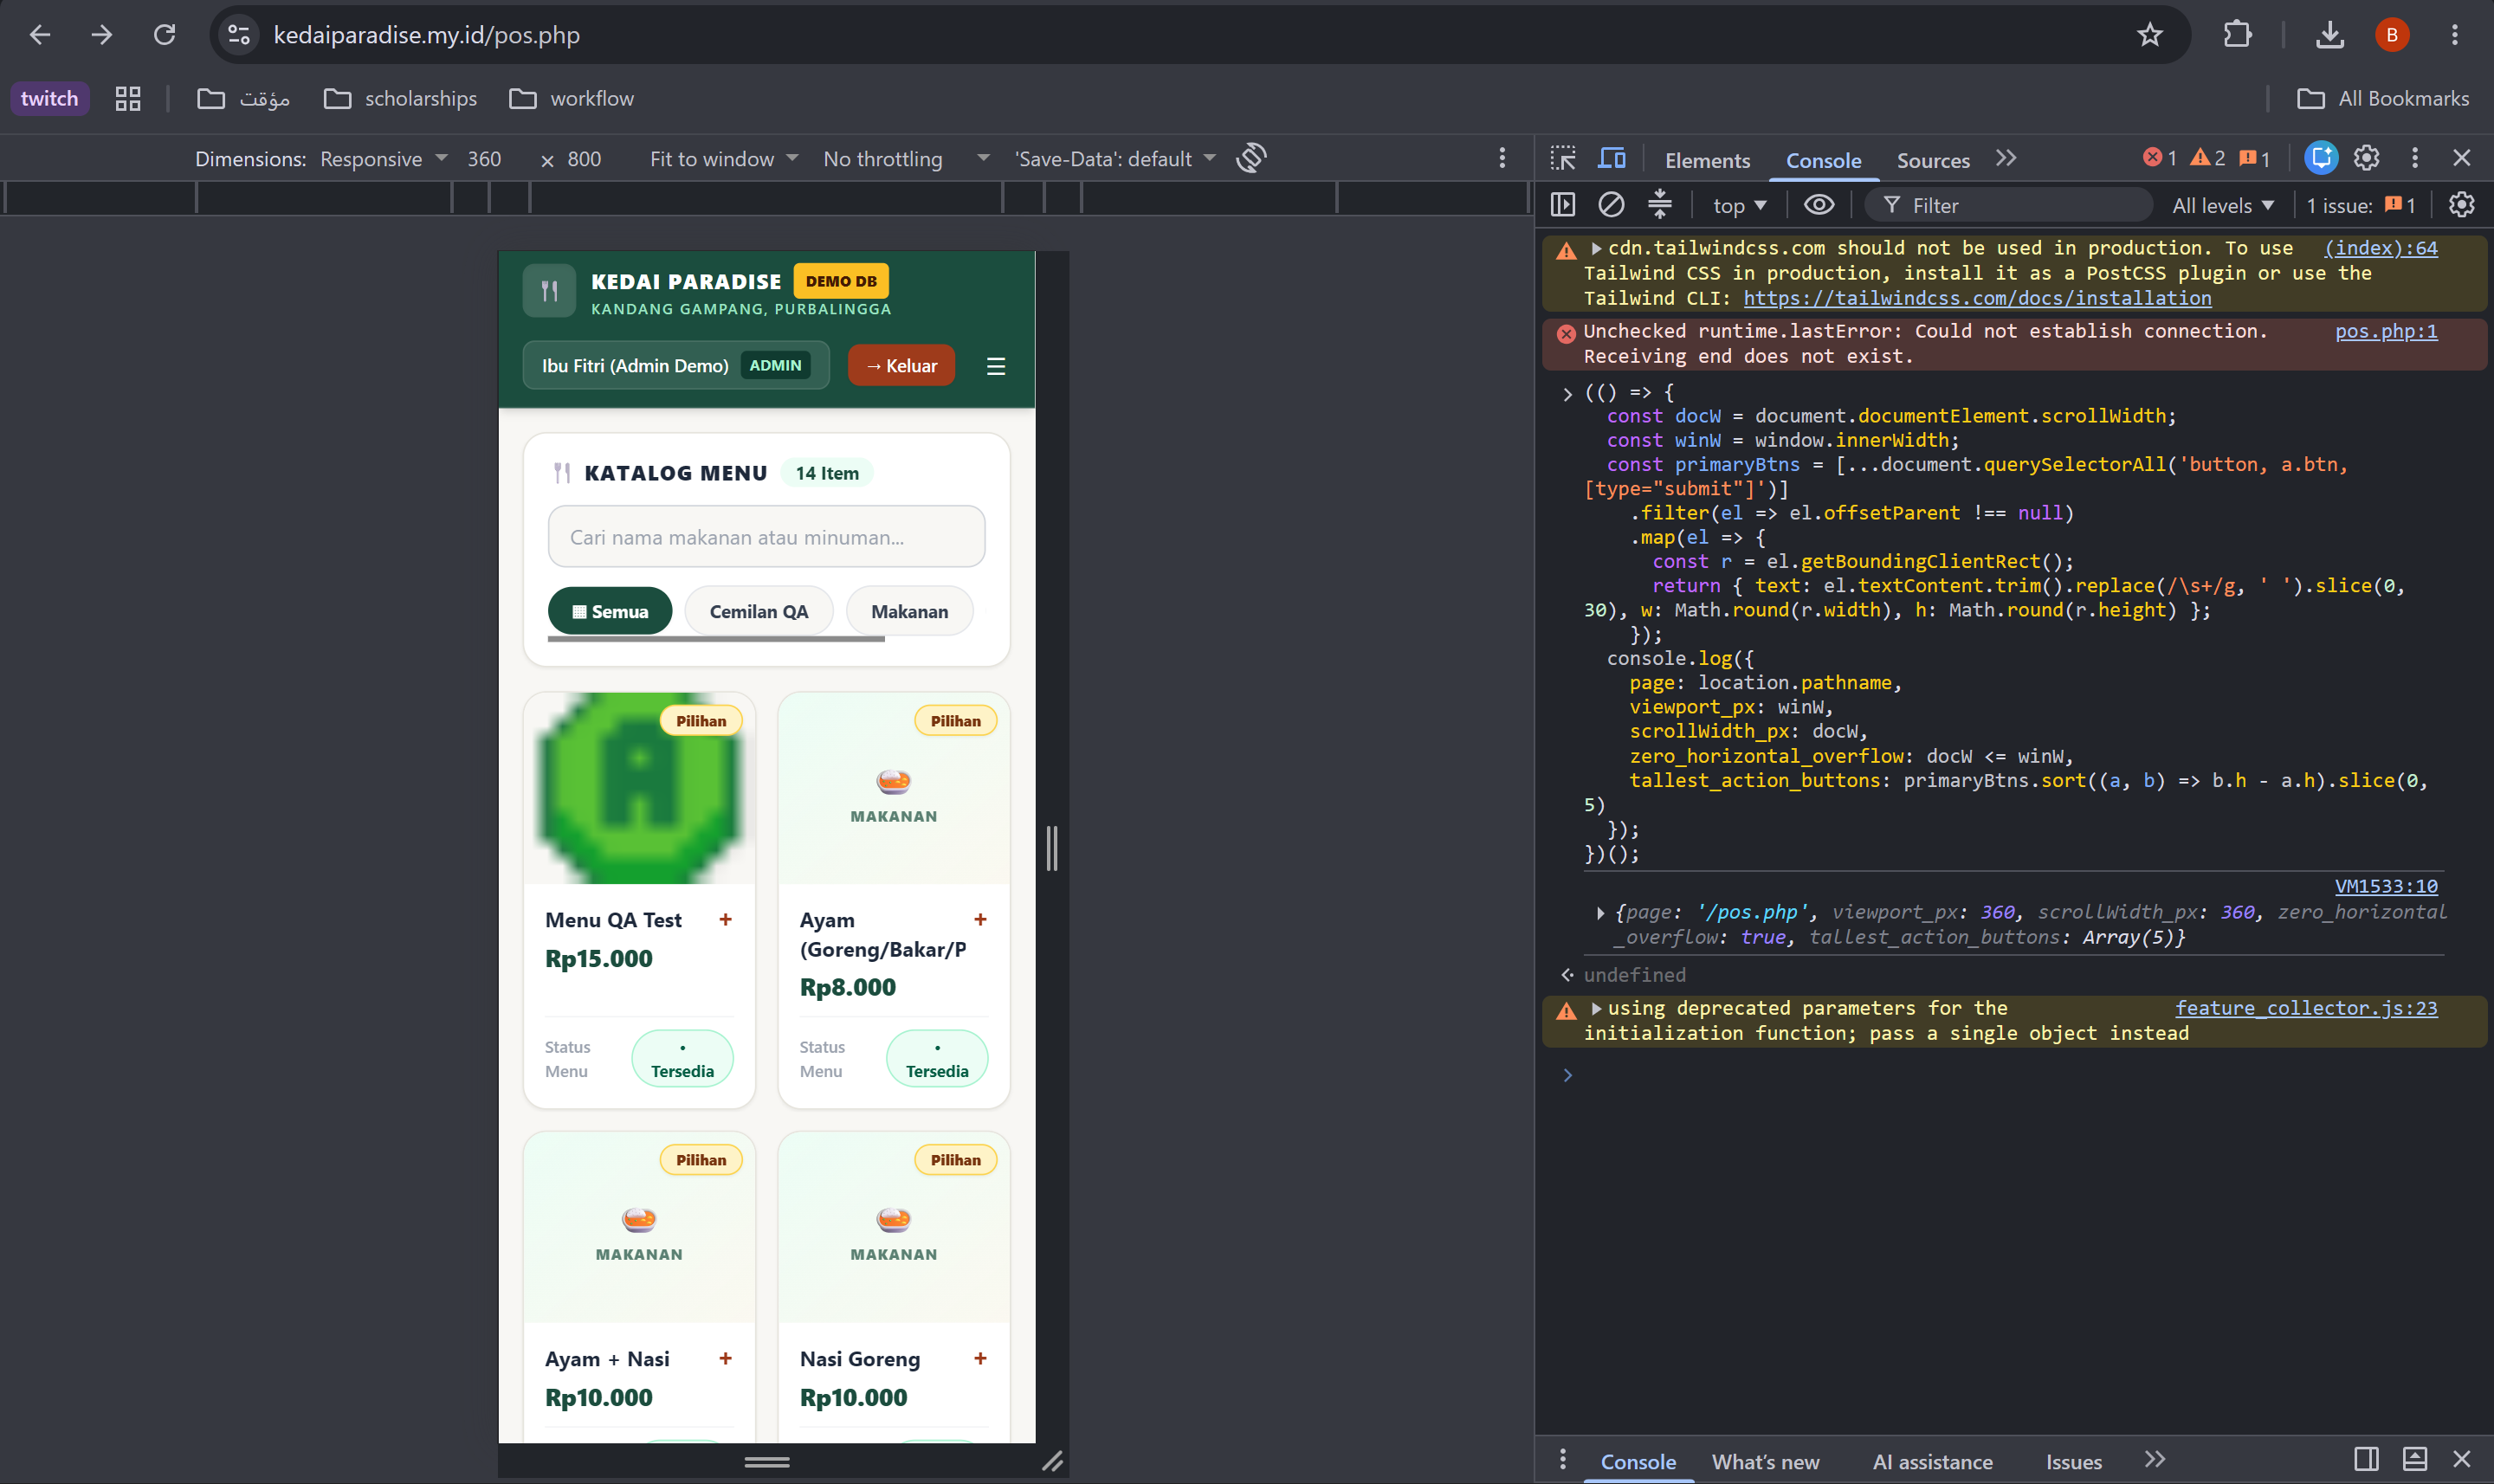 kedaiparadise.my.id/pos.php
B
twitch
مؤقت
scholarships
workflow
All Bookmarks
Dimensions: Responsive 360 × 800 Fit to window No throttling 'Save-Data': default
KEDAI PARADISE DEMO DB
KANDANG GAMPANG, PURBALINGGA
Ibu Fitri (Admin Demo) ADMIN → Keluar
KATALOG MENU 14 Item
Cari nama makanan atau minuman...
Semua Cemilan QA Makanan
A
Pilihan
Menu QA Test +
Rp15.000
Status Menu
• Tersedia
Pilihan
MAKANAN
Ayam +
(Goreng/Bakar/P
Rp8.000
Status Menu
• Tersedia
Pilihan
MAKANAN
Ayam + Nasi +
Rp10.000
Pilihan
MAKANAN
Nasi Goreng +
Rp10.000
Elements Console Sources 1 2 1
top Filter All levels 1 issue: 1
cdn.tailwindcss.com should not be used in production. To use (index):64
Tailwind CSS in production, install it as a PostCSS plugin or use the
Tailwind CLI: https://tailwindcss.com/docs/installation
Unchecked runtime.lastError: Could not establish connection. pos.php:1
Receiving end does not exist.
(() => {
const docW = document.documentElement.scrollWidth;
const winW = window.innerWidth;
const primaryBtns = [...document.querySelectorAll('button, a.btn,
[type="submit"]')]
.filter(el => el.offsetParent !== null)
.map(el => {
const r = el.getBoundingClientRect();
return { text: el.textContent.trim().replace(/\s+/g, ' ').slice(0,
30), w: Math.round(r.width), h: Math.round(r.height) };
});
console.log({
page: location.pathname,
viewport_px: winW,
scrollWidth_px: docW,
zero_horizontal_overflow: docW <= winW,
tallest_action_buttons: primaryBtns.sort((a, b) => b.h - a.h).slice(0,
5)
});
})();
VM1533:10
{page: '/pos.php', viewport_px: 360, scrollWidth_px: 360, zero_horizontal
_overflow: true, tallest_action_buttons: Array(5)}
undefined
using deprecated parameters for the feature_collector.js:23
initialization function; pass a single object instead
Console What's new AI assistance Issues